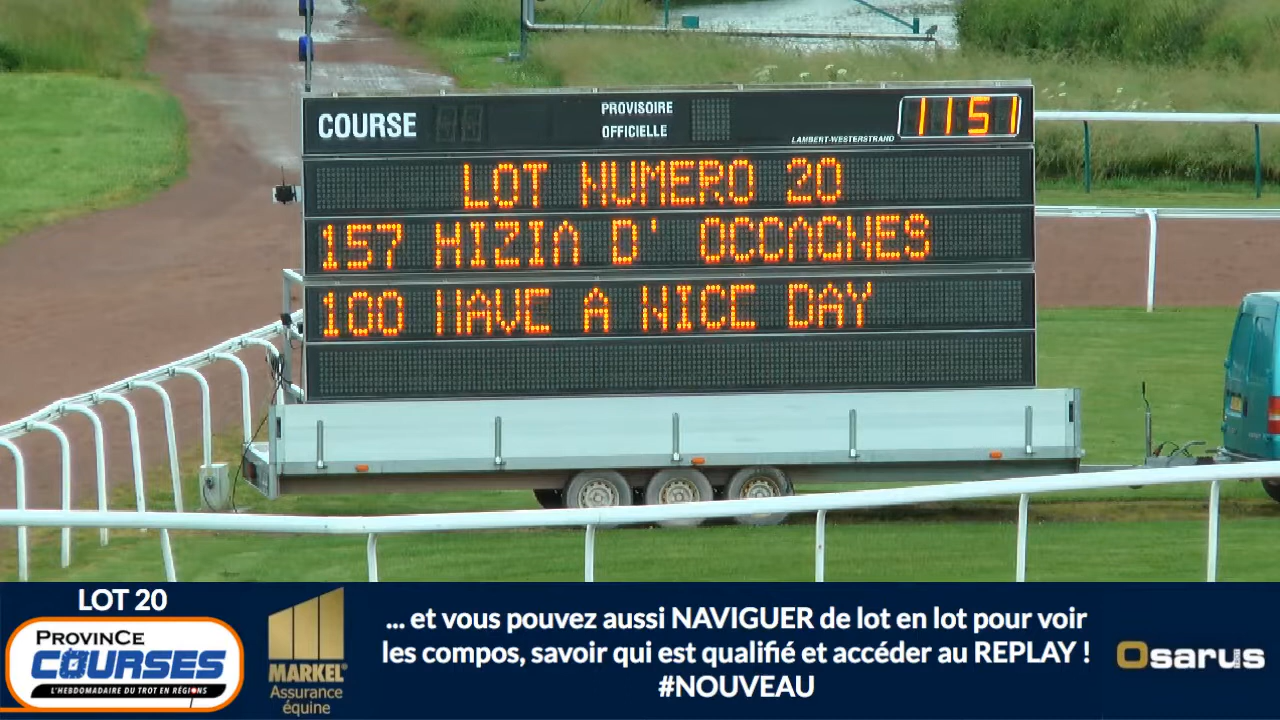 COURSE
PROVISOIRE
OFFICIELLE
LAMBERT-WESTERSTRAND
1151
LOT NUMERO 20
157 HIZIA D' OCCAGNES
100 HAVE A NICE DAY
LOT 20
PROVINCE
COURSES
L'HEBDOMADAIRE DU TROT EN RÉGIONS
MARKEL
Assurance
équine
... et vous pouvez aussi NAVIGUER de lot en lot pour voir
les compos, savoir qui est qualifié et accéder au REPLAY !
#NOUVEAU
Osarus